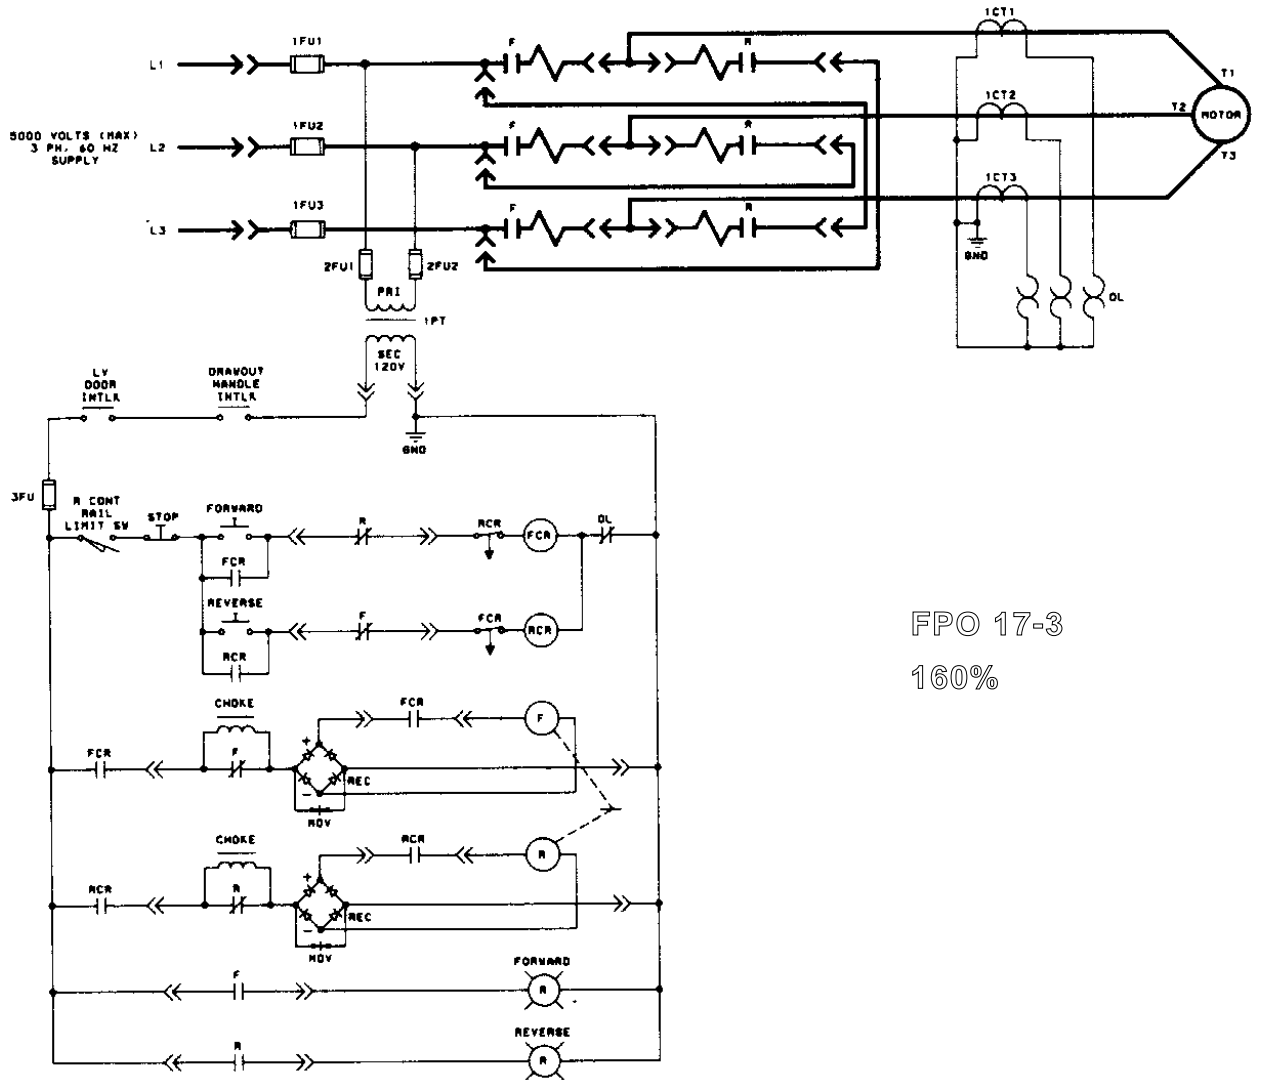 1CT1
1FU1
F
R
L1
T1
1CT2
5000 VOLTS (MAX)
3 PH, 60 HZ
SUPPLY
1FU2
L2
F
R
T2
MOTOR
T3
1CT3
1FU3
L3
F
R
GND
2FU1
2FU2
PRI
1PT
OL
SEC
120V
LV
DOOR
INTLK
DRAWOUT
HANDLE
INTLK
GND
3FU
R CONT
RAIL
LIMIT SW
STOP
FORWARD
R
RCR
FCR
OL
FCR
REVERSE
F
FCR
RCR
RCR
FPO 17-3
160%
CHOKE
FCR
F
FCR
F
+
REC
-
MOV
CHOKE
RCR
R
RCR
R
+
REC
-
MOV
FORWARD
F
R
REVERSE
R
R